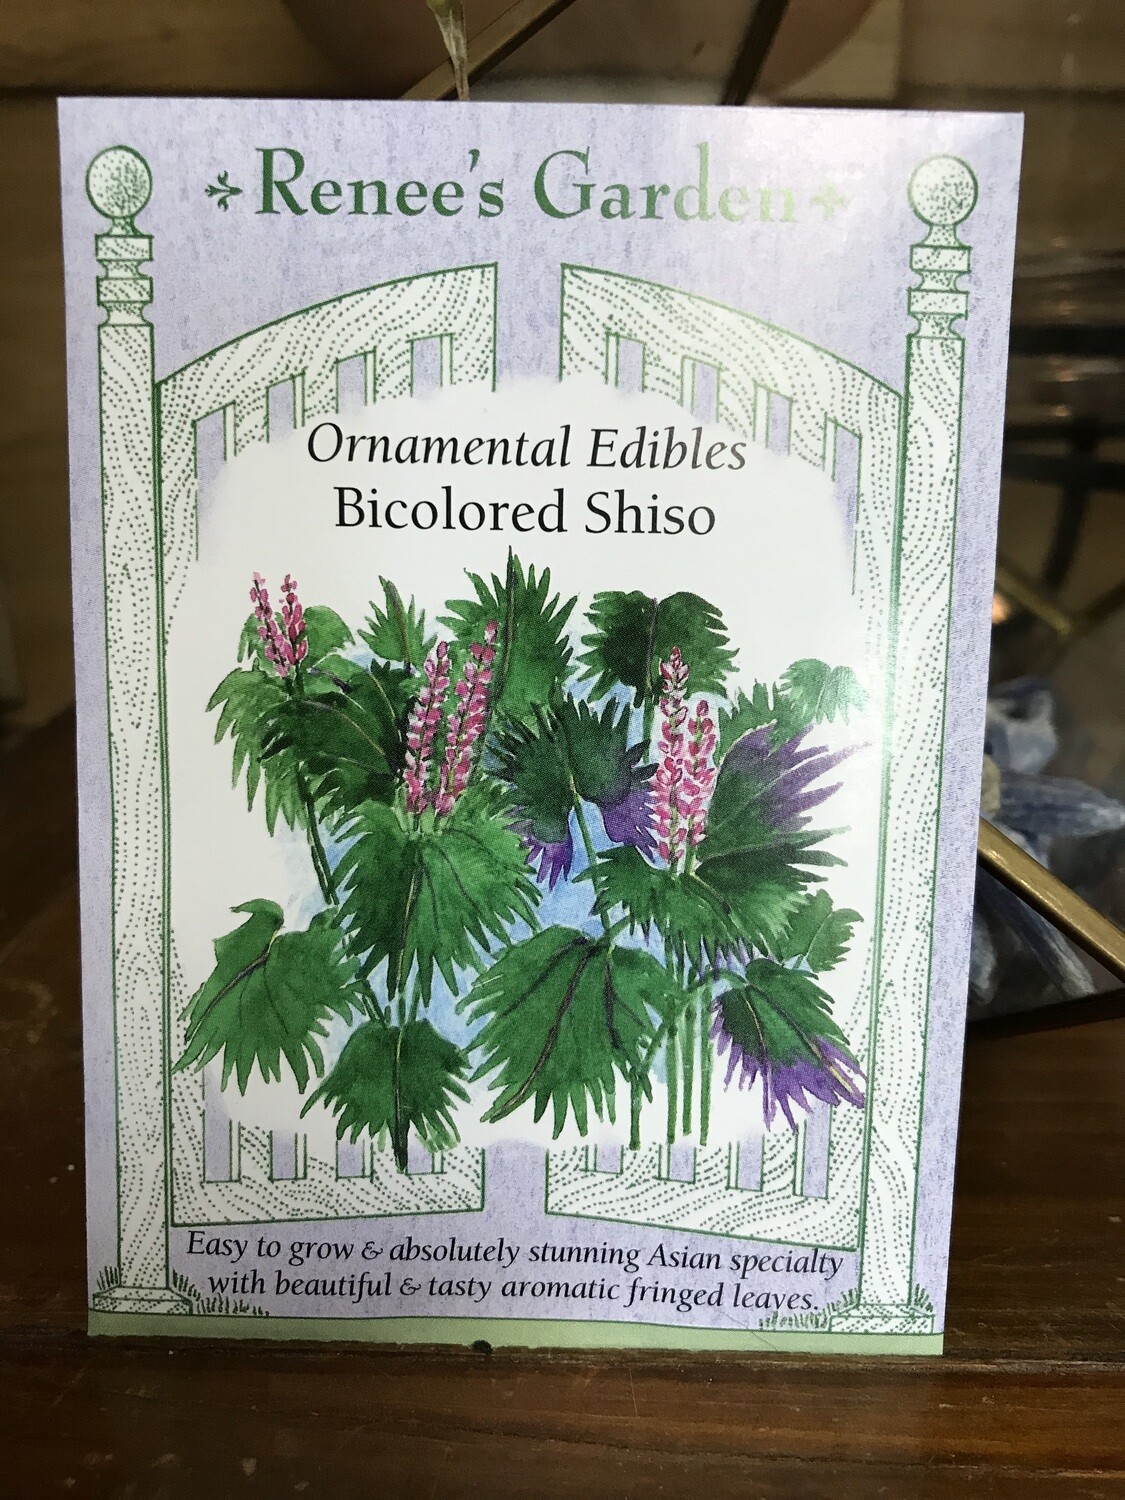 Renee's Garden
Ornamental Edibles
Bicolored Shiso
Easy to grow & absolutely stunning Asian specialty
with beautiful & tasty aromatic fringed leaves.